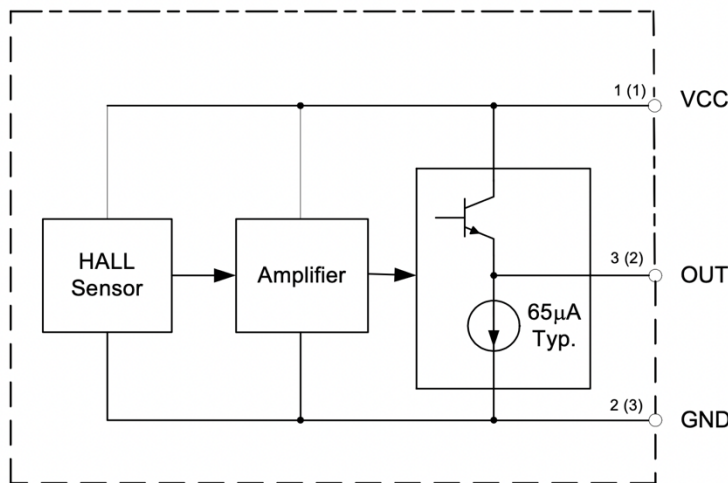 1 (1)
VCC
HALL
Sensor
Amplifier
3 (2)
OUT
65µA
Typ.
2 (3)
GND